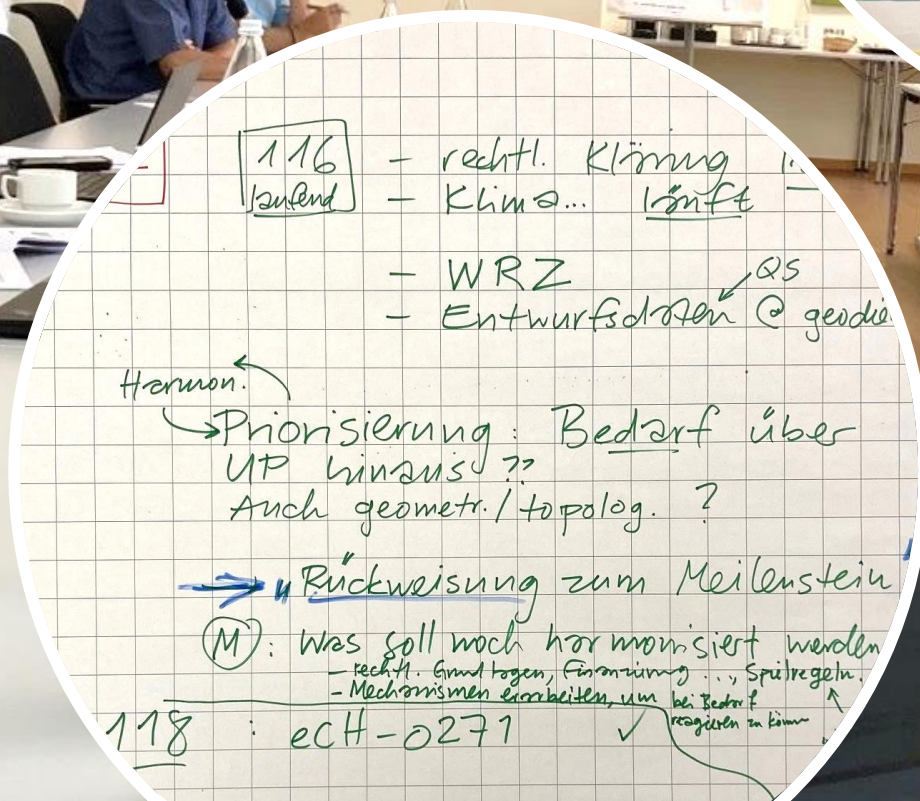 116 - rechtl. Klärung
laufend - Klima... läuft
- WRZ QS
- Entwurfsdaten @ geodie
Harmon.
Priorisierung: Bedarf über
UP hinaus ??
Auch geometr./topolog. ?
"Rückweisung" zum Meilenstein
M: Was soll noch harmonisiert werden
- rechtl. Grundlagen, Finanzierung ..., Spielregeln.
- Mechanismen einarbeiten, um bei Bedarf
reagieren zu können
118 : eCH-0271 ✓